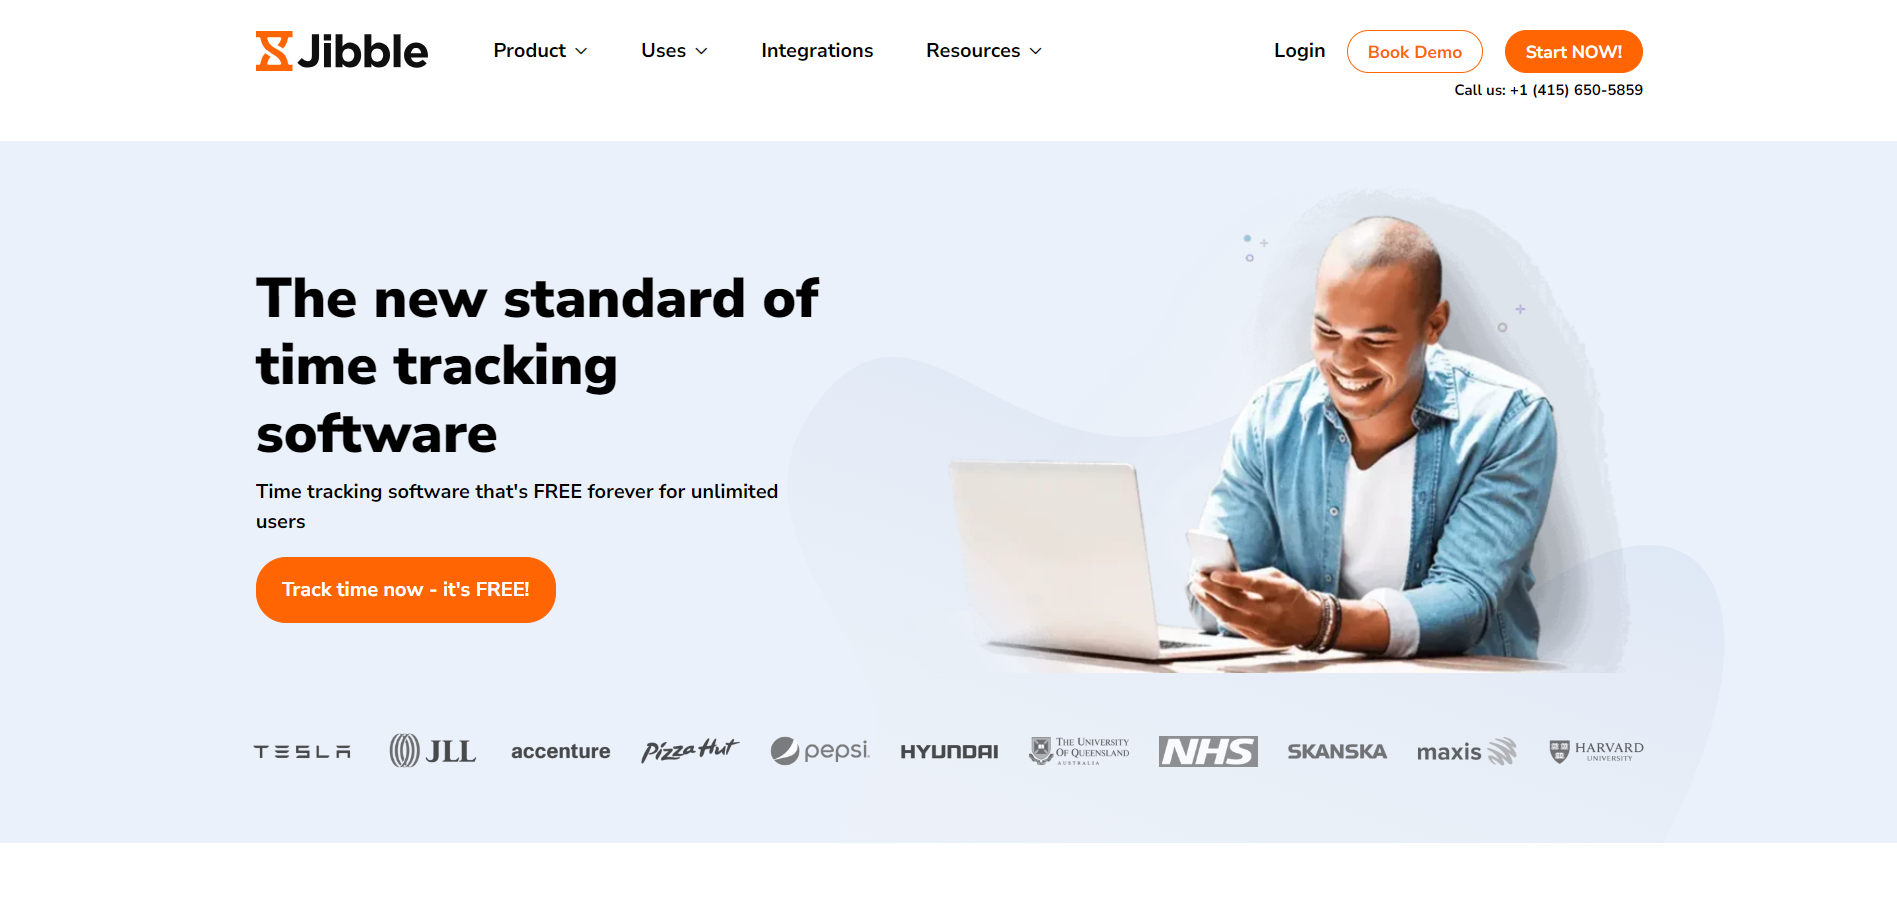 Jibble
Product
Uses
Integrations
Resources
Login
Book Demo
Start NOW!
Call us: +1 (415) 650-5859
The new standard of
time tracking
software
Time tracking software that's FREE forever for unlimited
users
Track time now - it's FREE!
TESLA
JLL
accenture
Pizza Hut
pepsi
HYUNDAI
THE UNIVERSITY
OF QUEENSLAND
AUSTRALIA
NHS
SKANSKA
maxis
HARVARD
UNIVERSITY